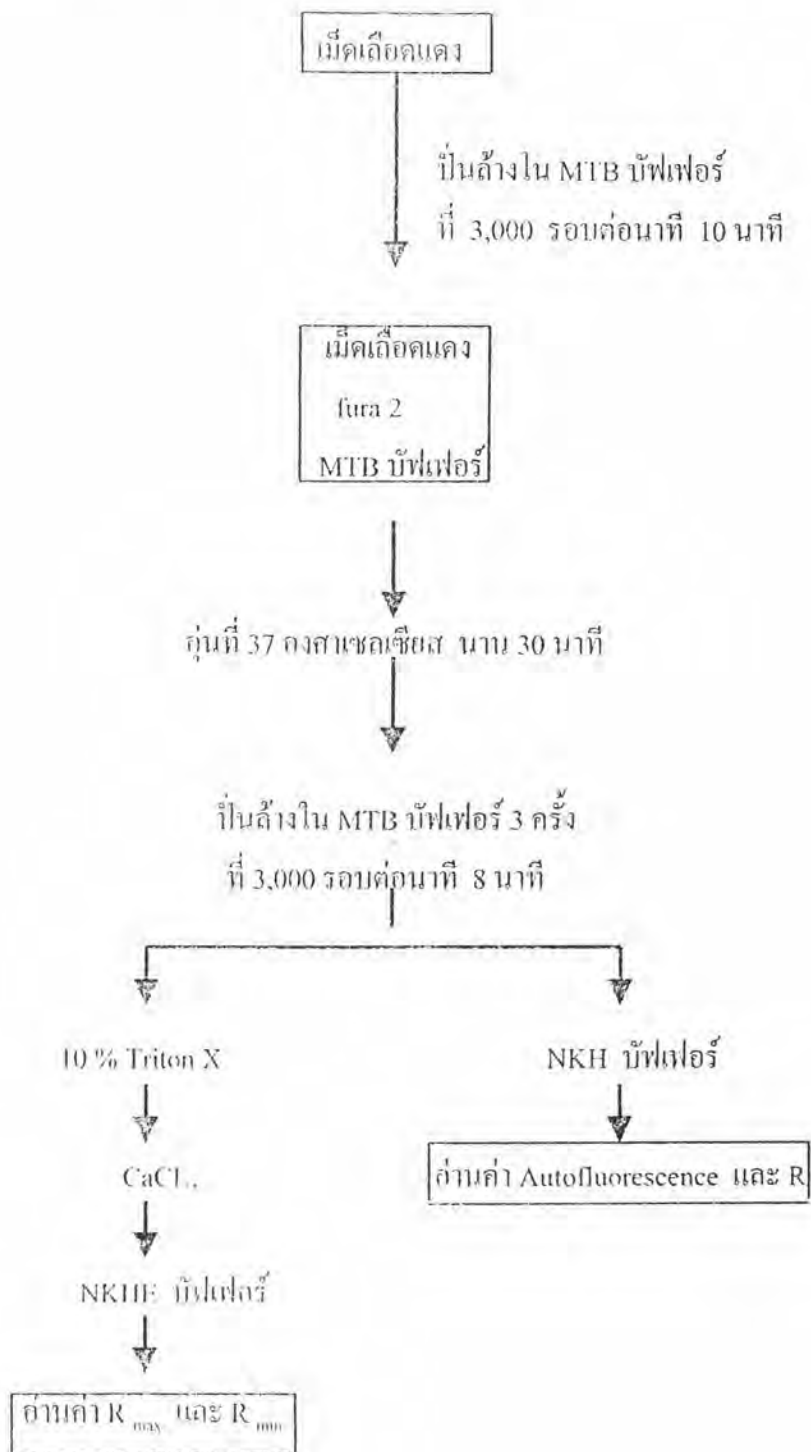 เม็ดเลือดแดง
ปั่นล้างใน MTB บัฟเฟอร์
ที่ 3,000 รอบต่อนาที 10 นาที
เม็ดเลือดแดง
fura 2
MTB บัฟเฟอร์
อุ่นที่ 37 องศาเซลเซียส นาน 30 นาที
ปั่นล้างใน MTB บัฟเฟอร์ 3 ครั้ง
ที่ 3,000 รอบต่อนาที 8 นาที
10 % Triton X
NKH บัฟเฟอร์
CaCL₂
อ่านค่า Autofluorescence และ R
NKHE บัฟเฟอร์
อ่านค่า R max และ R min